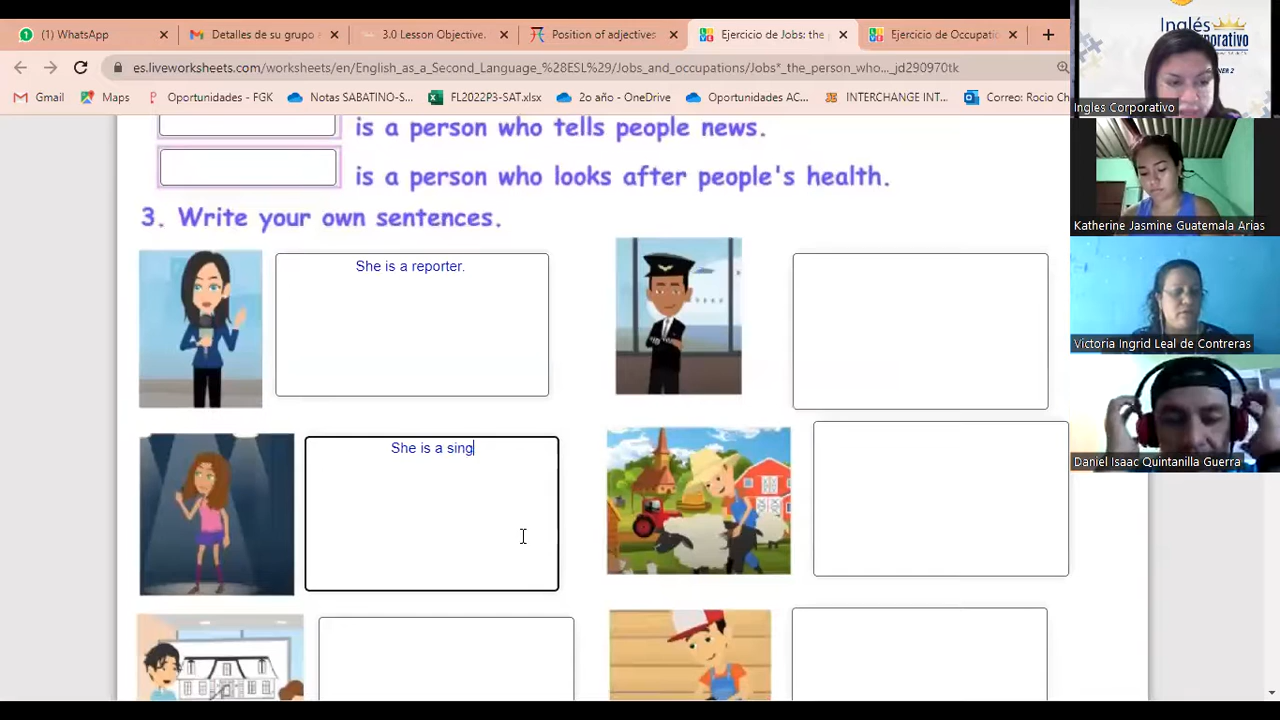 (1) WhatsApp
Detalles de su grupo
3.0 Lesson Objective
Position of adjectives
Ejercicio de Jobs: the
Ejercicio de Occupati
es.liveworksheets.com/worksheets/en/English_as_a_Second_Language_%28ESL%29/Jobs_and_occupations/Jobs*_the_person_who..._jd290970tk
Gmail
Maps
Oportunidades - FGK
Notas SABATINO-S...
FL2022P3-SAT.xlsx
2o año - OneDrive
Oportunidades AC...
INTERCHANGE INT...
Correo: Rocio Ch
is a person who tells people news.
is a person who looks after people's health.
3. Write your own sentences.
She is a reporter.
She is a sing
Inglés
Ingles Corporativo
Katherine Jasmine Guatemala Arias
Victoria Ingrid Leal de Contreras
Daniel Isaac Quintanilla Guerra